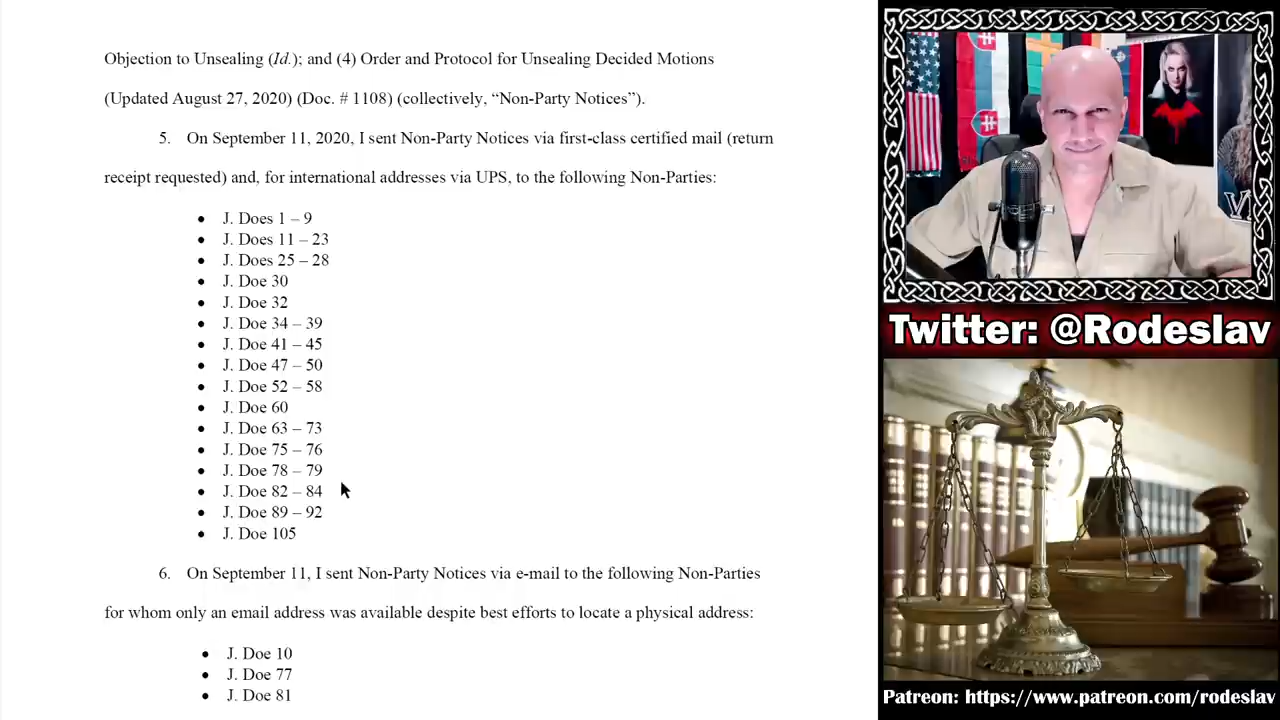 Objection to Unsealing (Id.); and (4) Order and Protocol for Unsealing Decided Motions
(Updated August 27, 2020) (Doc. # 1108) (collectively, “Non-Party Notices”).
5. On September 11, 2020, I sent Non-Party Notices via first-class certified mail (return
receipt requested) and, for international addresses via UPS, to the following Non-Parties:
• J. Does 1 – 9
• J. Does 11 – 23
• J. Does 25 – 28
• J. Doe 30
• J. Doe 32
• J. Doe 34 – 39
• J. Doe 41 – 45
• J. Doe 47 – 50
• J. Doe 52 – 58
• J. Doe 60
• J. Doe 63 – 73
• J. Doe 75 – 76
• J. Doe 78 – 79
• J. Doe 82 – 84
• J. Doe 89 – 92
• J. Doe 105
6. On September 11, I sent Non-Party Notices via e-mail to the following Non-Parties
for whom only an email address was available despite best efforts to locate a physical address:
• J. Doe 10
• J. Doe 77
• J. Doe 81
Twitter: @Rodeslav
Patreon: https://www.patreon.com/rodeslav